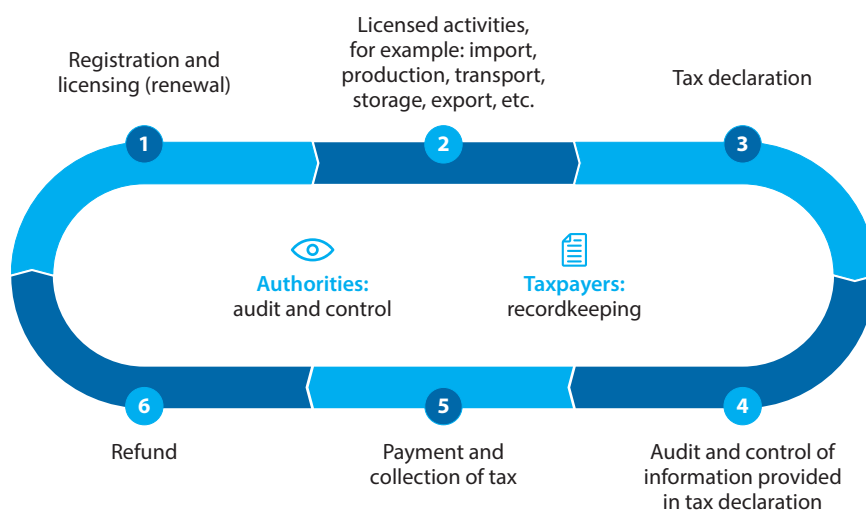 Registration and
licensing (renewal)
Licensed activities,
for example: import,
production, transport,
storage, export, etc.
Tax declaration
1
2
3
Authorities:
audit and control
Taxpayers:
recordkeeping
6
5
4
Refund
Payment and
collection of tax
Audit and control of
information provided
in tax declaration